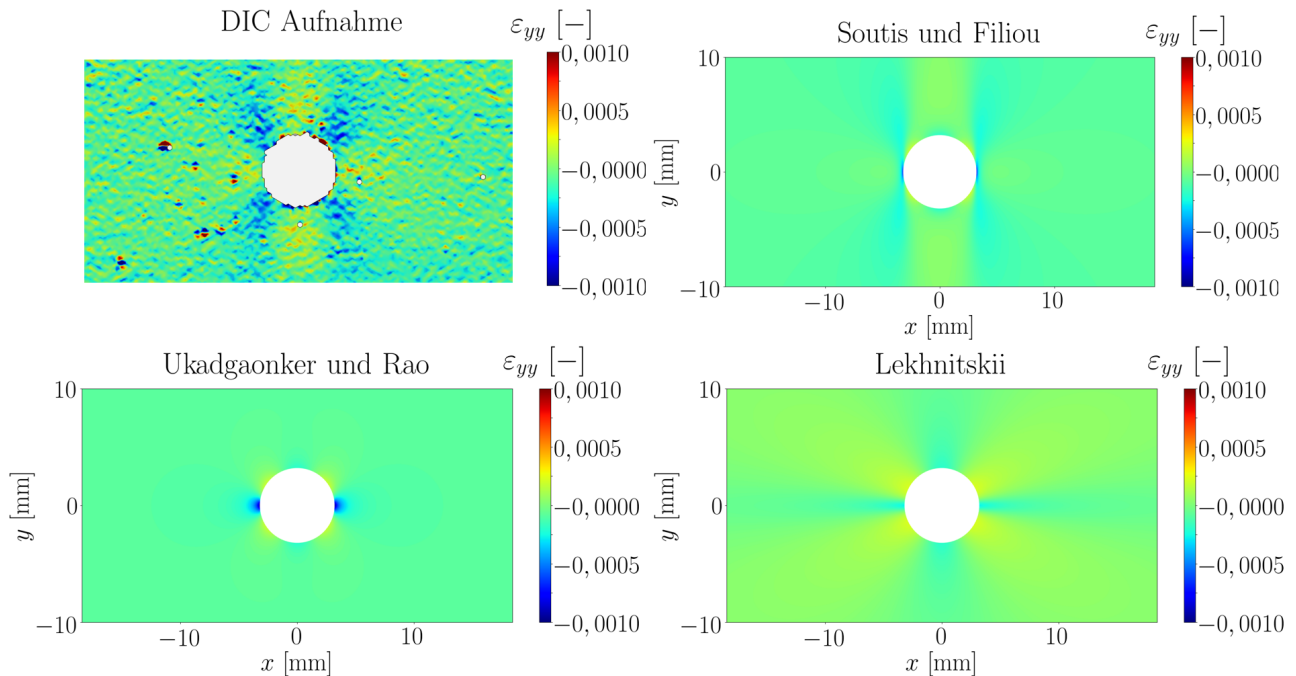 DIC Aufnahme
εyy [−]
0,0010
0,0005
−0,0000
−0,0005
−0,0010
Soutis und Filiou
εyy [−]
10
0
−10
y [mm]
−10 0 10
x [mm]
0,0010
0,0005
−0,0000
−0,0005
−0,0010
Ukadgaonker und Rao
εyy [−]
10
0
−10
y [mm]
−10 0 10
x [mm]
0,0010
0,0005
−0,0000
−0,0005
−0,0010
Lekhnitskii
εyy [−]
10
0
−10
y [mm]
−10 0 10
x [mm]
0,0010
0,0005
−0,0000
−0,0005
−0,0010